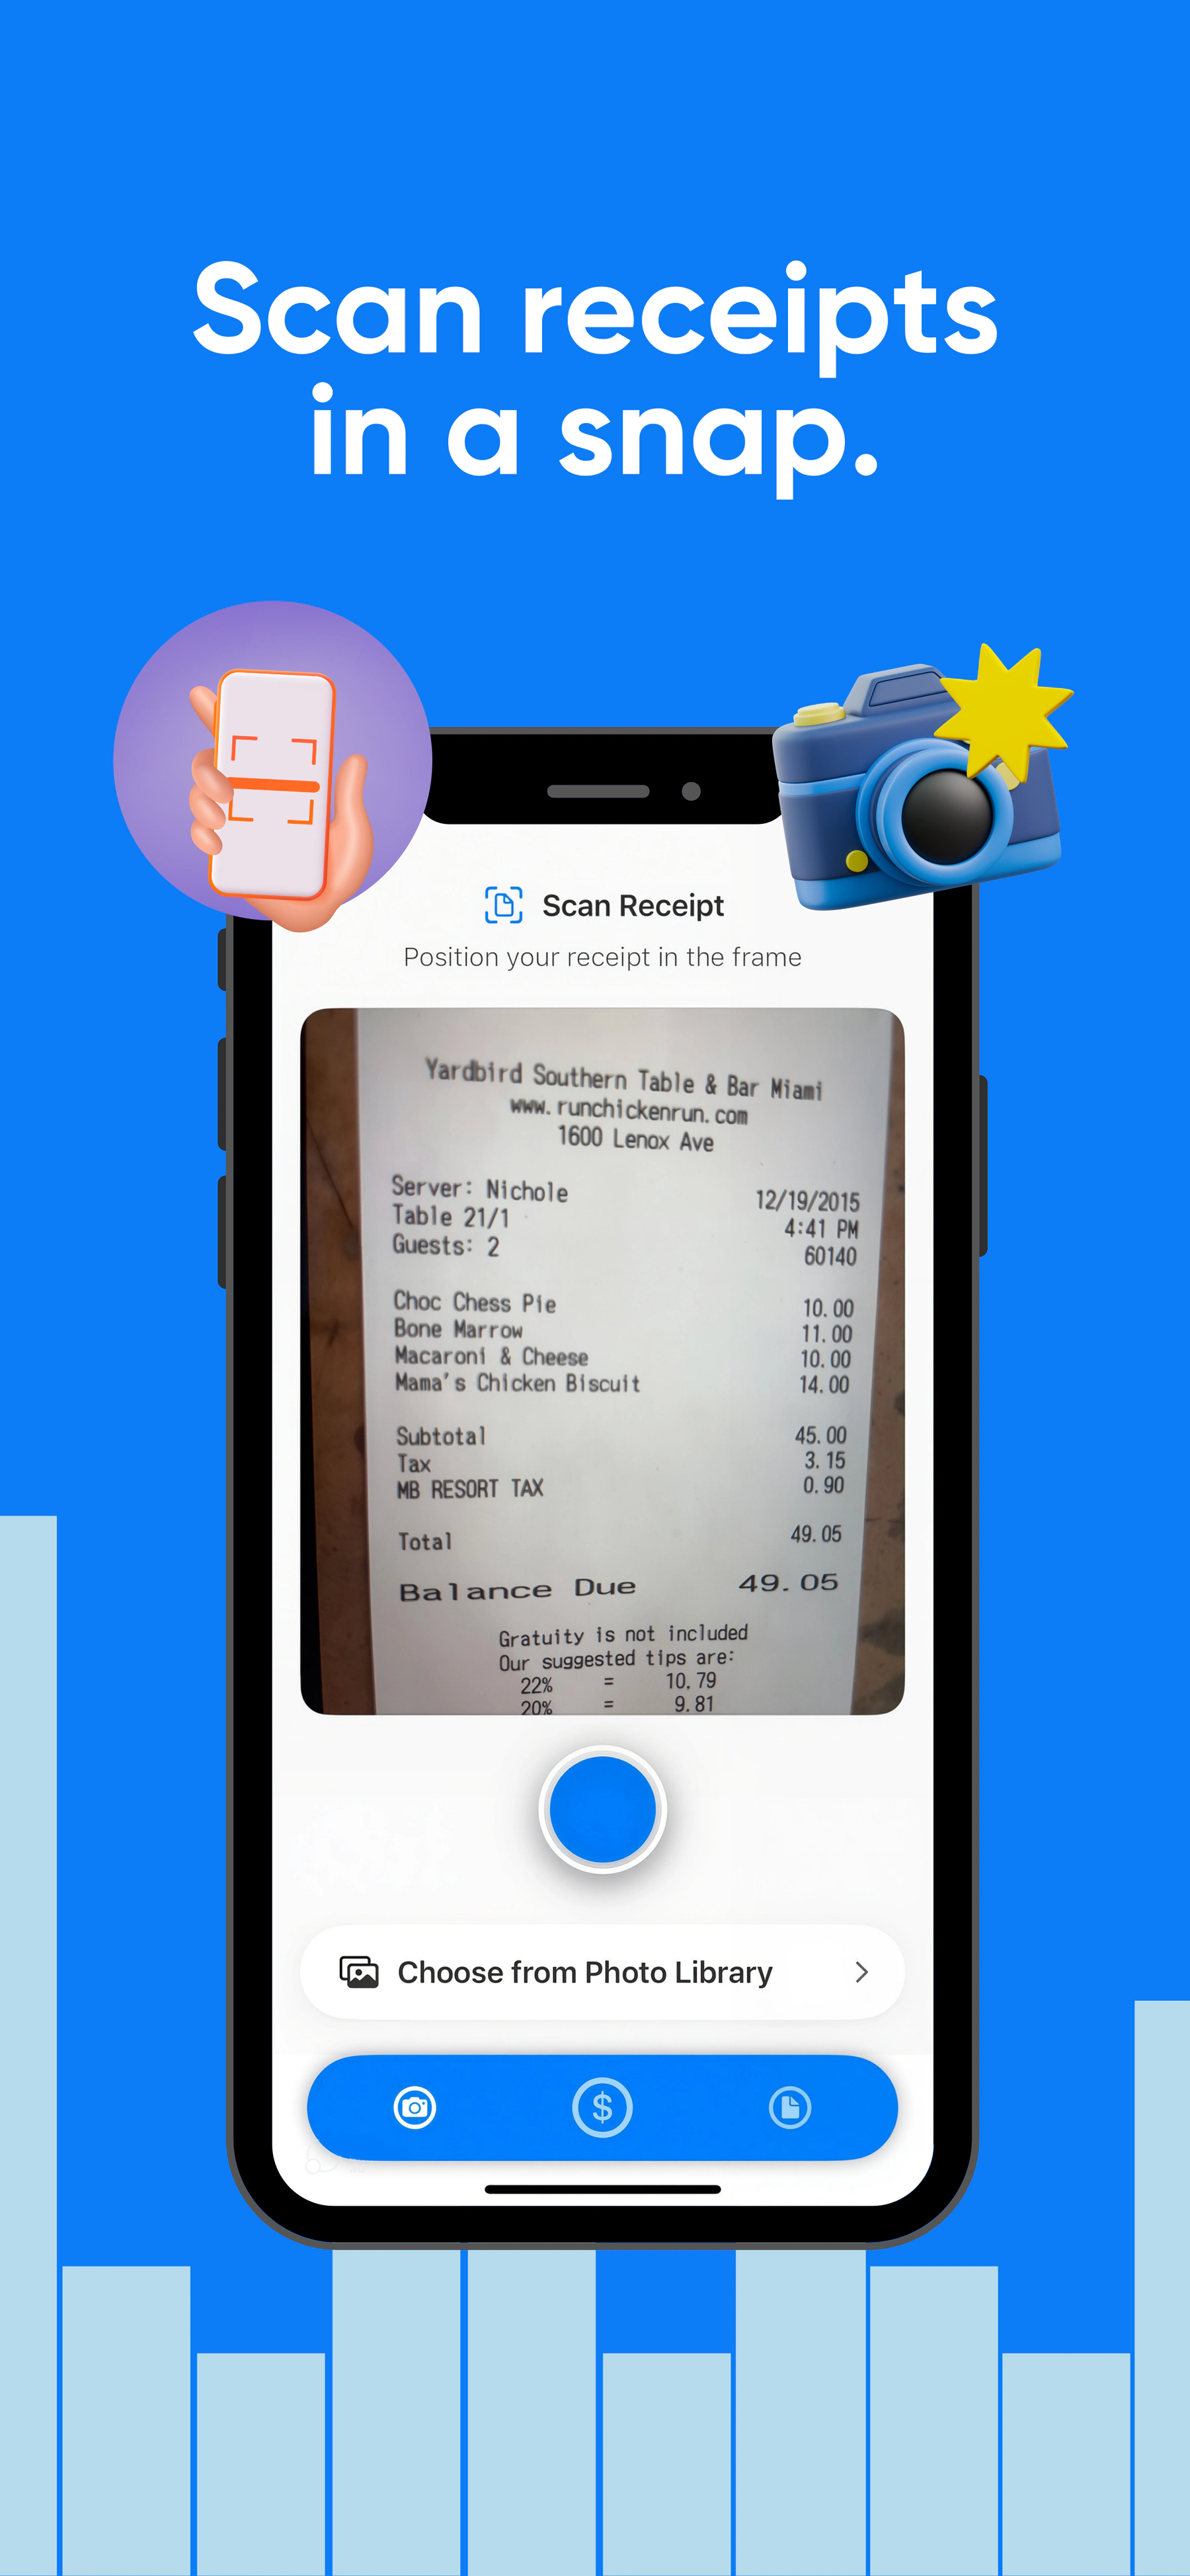 Scan receipts
in a snap.
Scan Receipt
Position your receipt in the frame
Yardbird Southern Table & Bar Miami
www.runchickenrun.com
1600 Lenox Ave
Server: Nichole 12/19/2015
Table 21/1 4:41 PM
Guests: 2 60140
Choc Chess Pie 10.00
Bone Marrow 11.00
Macaroni & Cheese 10.00
Mama's Chicken Biscuit 14.00
Subtotal 45.00
Tax 3.15
MB RESORT TAX 0.90
Total 49.05
Balance Due 49.05
Gratuity is not included
Our suggested tips are:
22% = 10.79
20% = 9.81
Choose from Photo Library
$